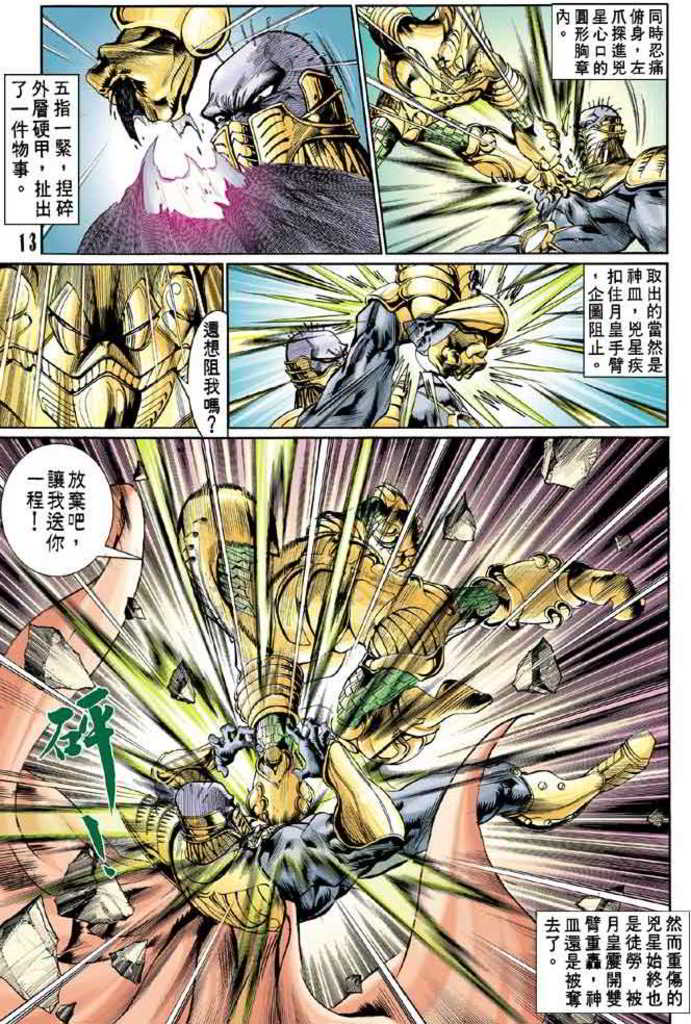 同時忍痛
俯身，左
爪探進兇
星心口的
圓形胸章
內。
五指一緊，捏碎
外層硬甲，扯出
了一件物事。
13
取出的當然是
神血，兇星疾
扣住月皇手臂
，企圖阻止。
還想阻我嗎？
放棄吧，
讓我送你
一程！
砰！
然而重傷的
兇星始終也
是徒勞，被
月皇震開雙
臂重轟，神
血還是被奪
去了。